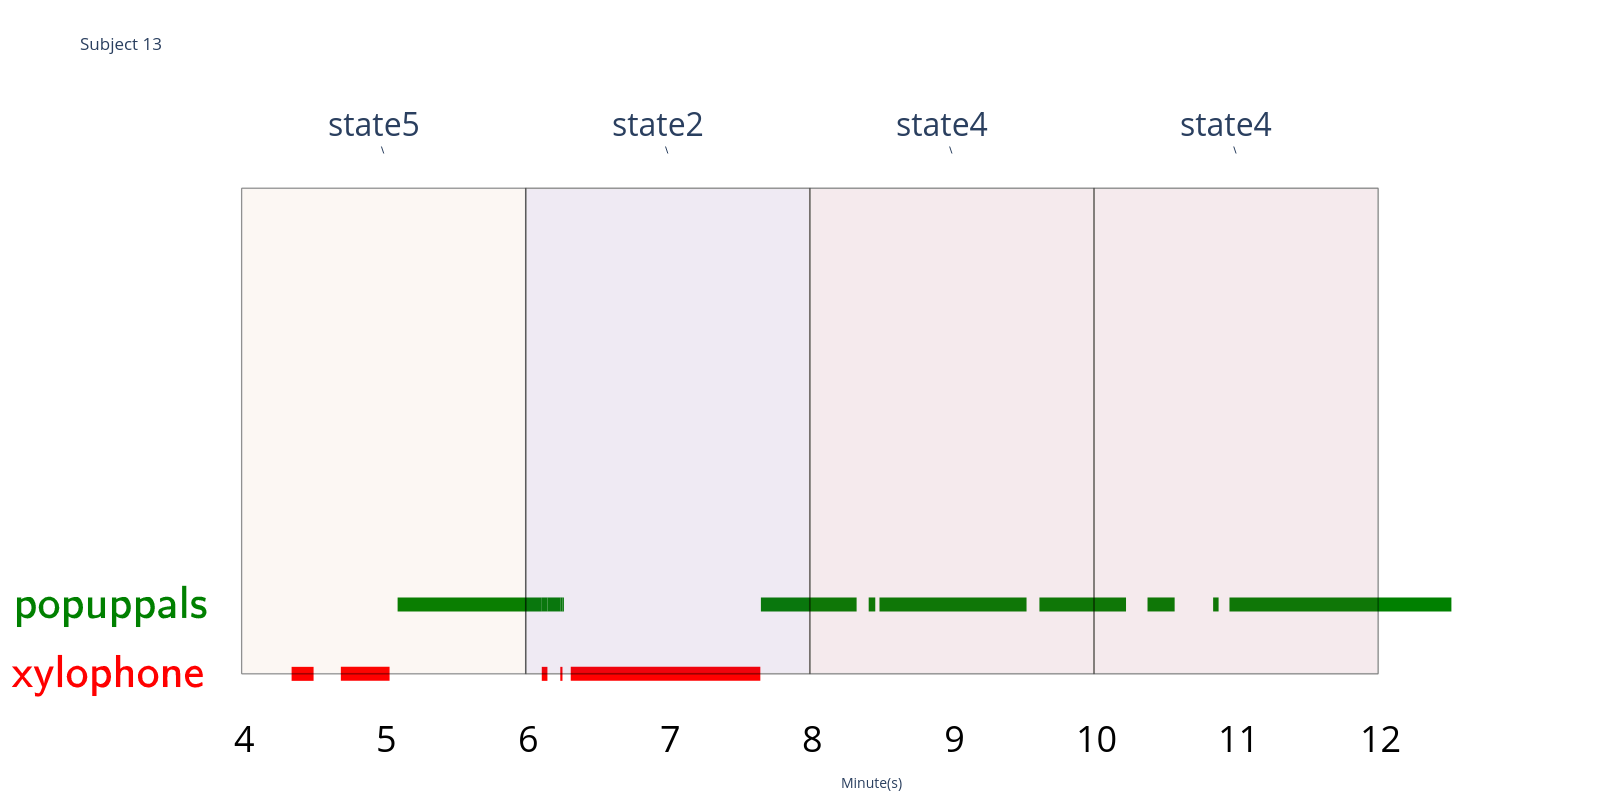 Subject 13
state5 state2 state4 state4
popuppals
xylophone
4 5 6 7 8 9 10 11 12
Minute(s)